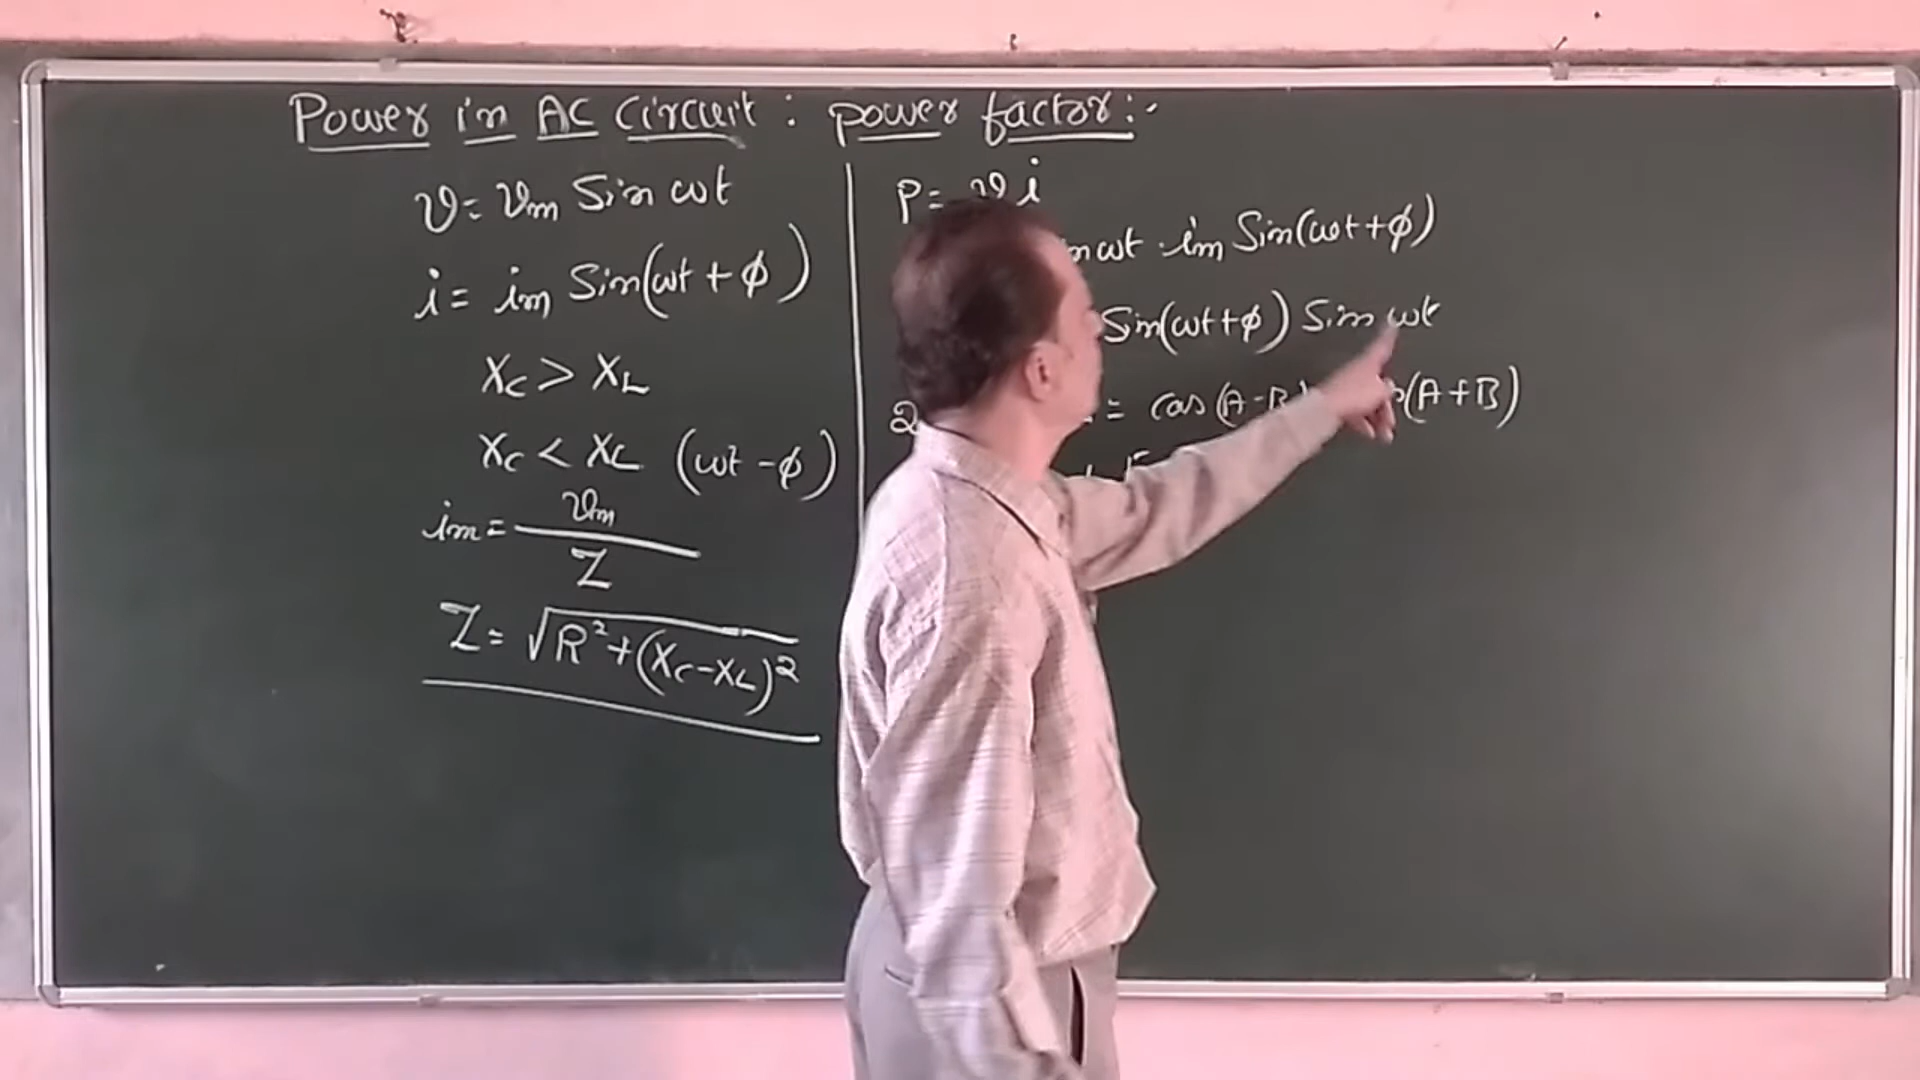 Power in AC Circuit : power factor :-
v = vm Sin ωt
i = im Sin(ωt + φ)
Xc > XL
Xc < XL (ωt - φ)
im = vm / Z
Z = √R² + (Xc - XL)²
P = v i
ωt · im Sin(ωt + φ)
Sin(ωt + φ) Sin ωt
2 = cos(A - B) (A + B)